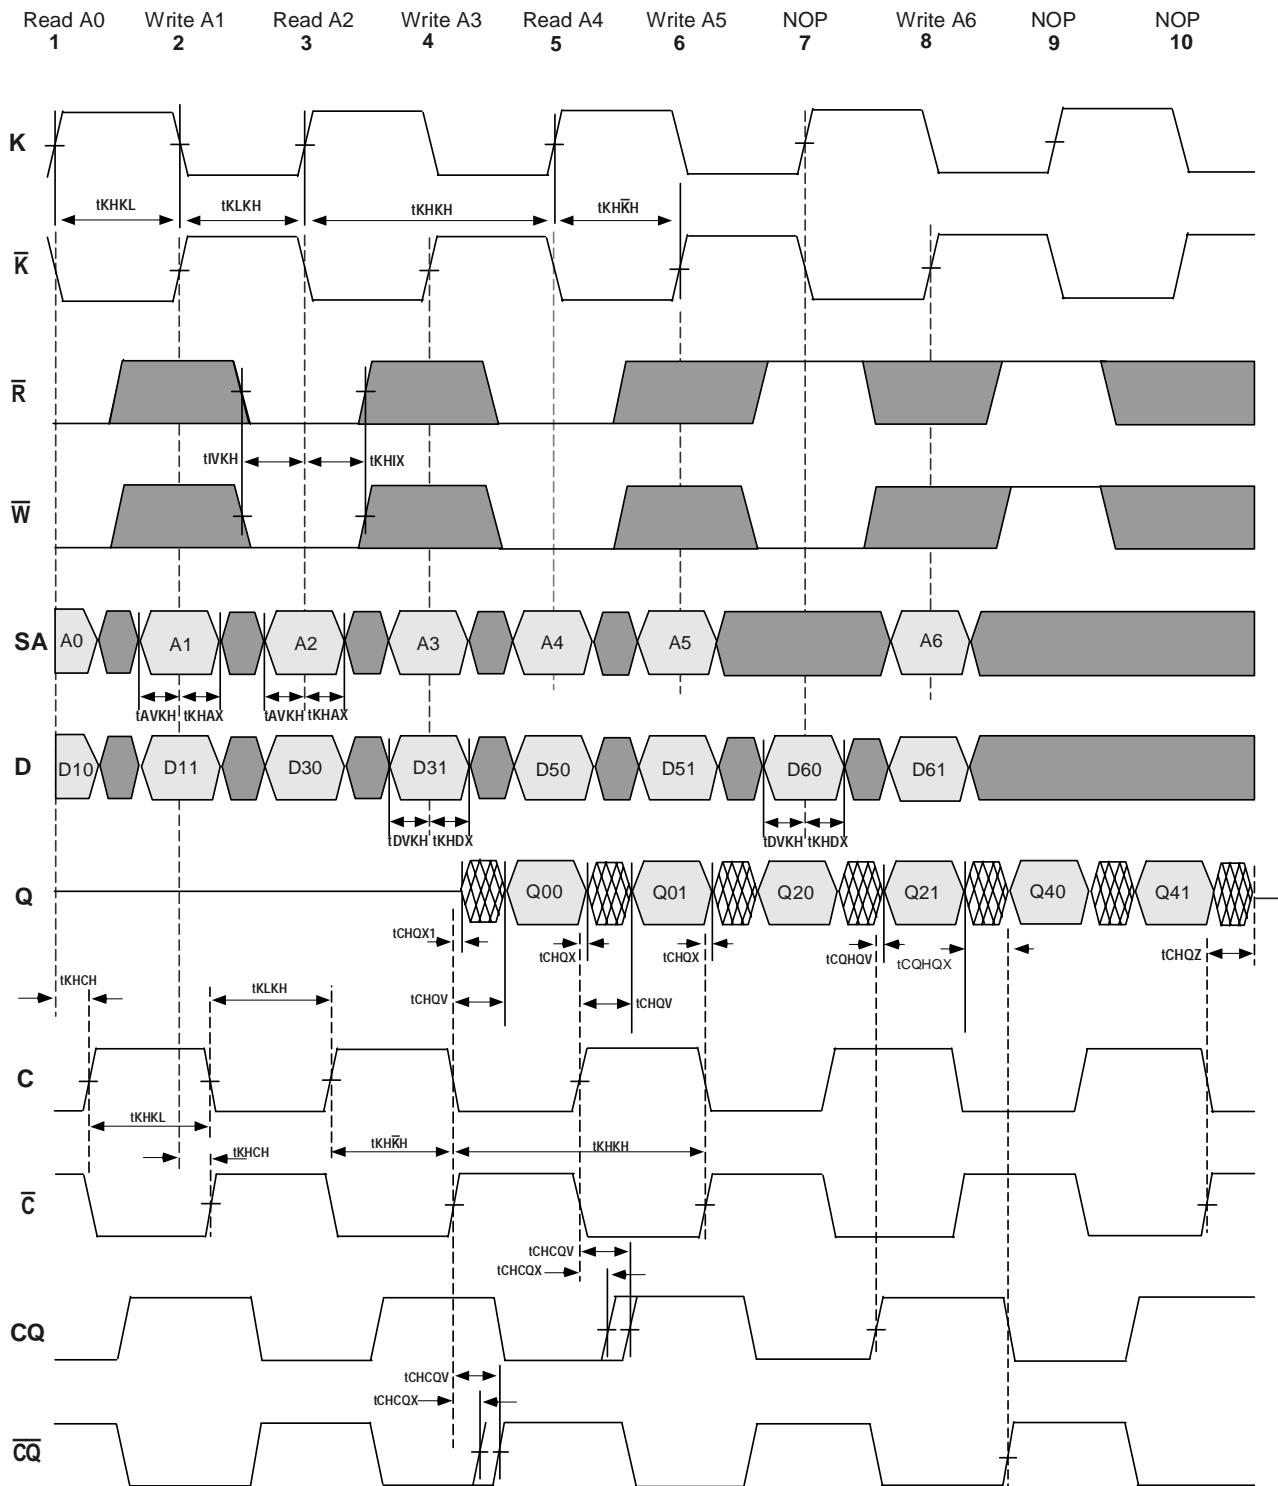 Read A0 Write A1 Read A2 Write A3 Read A4 Write A5 NOP Write A6 NOP NOP
1 2 3 4 5 6 7 8 9 10
K
tKHKL tKLKH tKHKH tKHK̅H
K̅
R̅
tIVKH tKHIX
W̅
SA A0 A1 A2 A3 A4 A5 A6
tAVKH tKHAX tAVKH tKHAX
D D10 D11 D30 D31 D50 D51 D60 D61
tDVKH tKHDX tDVKH tKHDX
Q Q00 Q01 Q20 Q21 Q40 Q41
tCHQX1 tCHQX tCHQX tCQHQV tCQHQX tCHQZ
tKHCH tKLKH tCHQV tCHQV
C
tKHKL tKHK̅H tKHKH
tKHCH
C̅
tCHCQV
tCHCQX
CQ
tCHCQV
tCHCQX
C̅Q̅